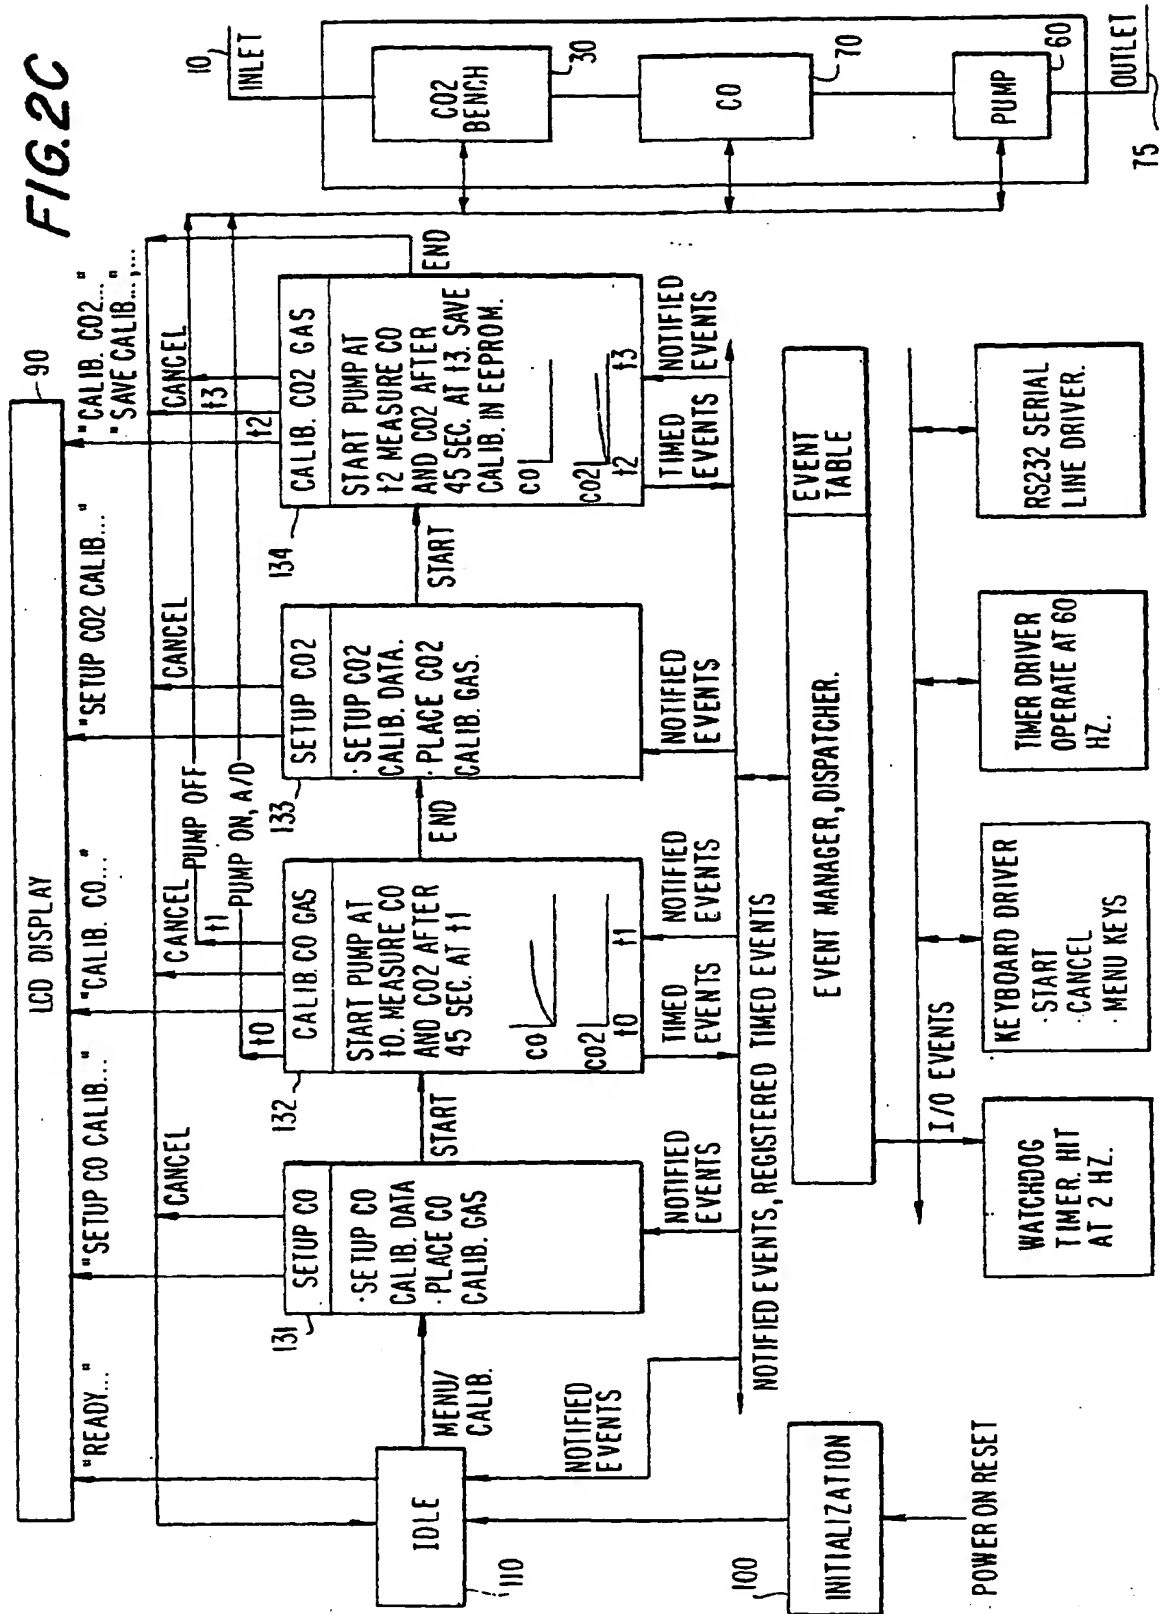 FIG.2C
LCD DISPLAY
90
"READY..."
"SETUP CO CALIB..."
"CALIB. CO..."
"SETUP CO2 CALIB..."
"CALIB. CO2..."
"SAVE CALIB...,...
CANCEL
CANCEL
PUMP OFF
t1
PUMP ON, A/D
t0
CANCEL
CANCEL
t3
t2
IDLE
110
MENU/
CALIB.
NOTIFIED
EVENTS
131
SETUP CO
·SETUP CO
CALIB. DATA
·PLACE CO
CALIB. GAS
START
NOTIFIED
EVENTS
132
CALIB. CO GAS
START PUMP AT
t0. MEASURE CO
AND CO2 AFTER
45 SEC. AT t1
CO
CO2
t0
t1
END
TIMED
EVENTS
NOTIFIED
EVENTS
133
SETUP CO2
·SETUP CO2
CALIB. DATA.
·PLACE CO2
CALIB. GAS.
START
NOTIFIED
EVENTS
134
CALIB. CO2 GAS
START PUMP AT
t2 MEASURE CO
AND CO2 AFTER
45 SEC. AT t3. SAVE
CALIB. IN EEPROM.
CO
CO2
t2
t3
END
TIMED
EVENTS
NOTIFIED
EVENTS
10
INLET
CO2
BENCH
30
CO
70
PUMP
60
OUTLET
75
100
INITIALIZATION
POWER ON RESET
NOTIFIED EVENTS, REGISTERED TIMED EVENTS
EVENT MANAGER, DISPATCHER.
EVENT
TABLE
I/O EVENTS
WATCHDOG
TIMER. HIT
AT 2 HZ.
KEYBOARD DRIVER
·START
·CANCEL
·MENU KEYS
TIMER DRIVER
OPERATE AT 60
HZ.
RS232 SERIAL
LINE DRIVER.